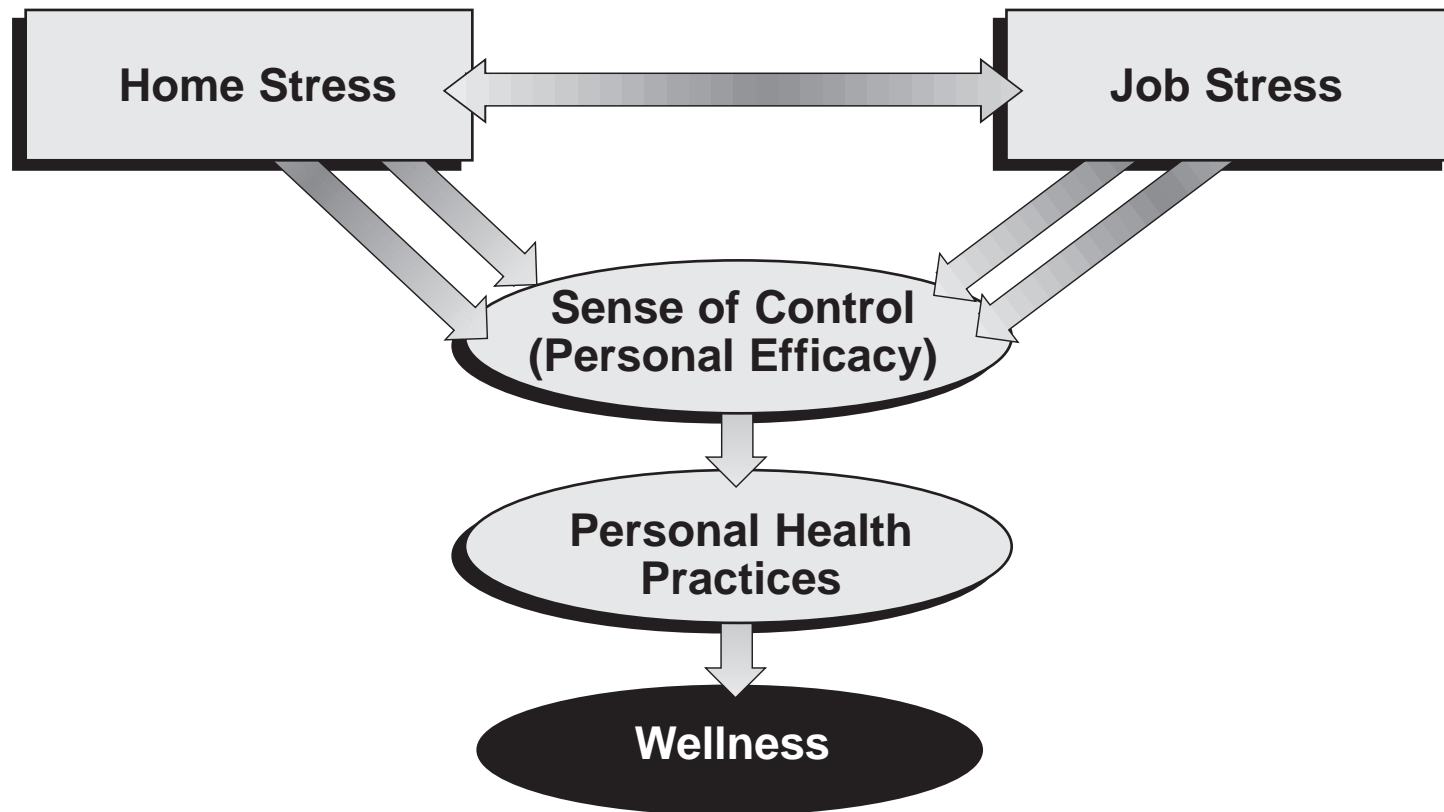 Home Stress
Job Stress
Sense of Control
(Personal Efficacy)
Personal Health
Practices
Wellness